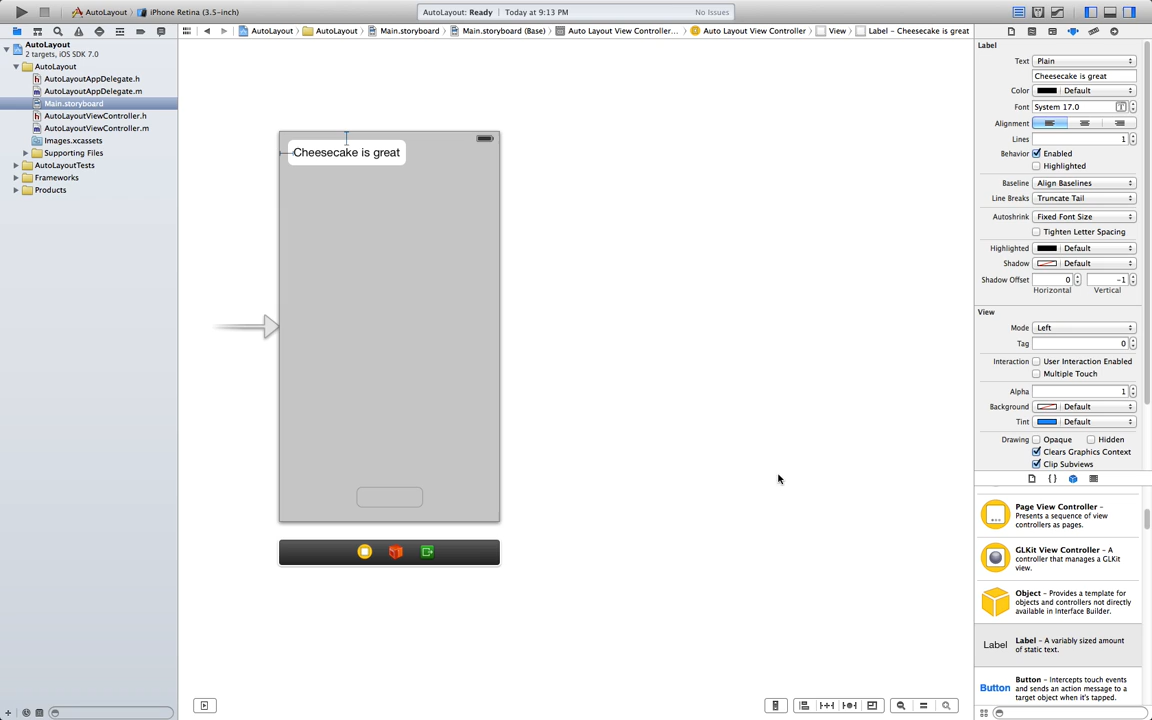 AutoLayout
iPhone Retina (3.5-inch)
AutoLayout: Ready
Today at 9:13 PM
No Issues
AutoLayout
AutoLayout
Main.storyboard
Main.storyboard (Base)
Auto Layout View Controller...
Auto Layout View Controller
View
Label – Cheesecake is great
AutoLayout
2 targets, iOS SDK 7.0
AutoLayout
AutoLayoutAppDelegate.h
AutoLayoutAppDelegate.m
Main.storyboard
AutoLayoutViewController.h
AutoLayoutViewController.m
Images.xcassets
Supporting Files
AutoLayoutTests
Frameworks
Products
Cheesecake is great
Label
Text Plain
Cheesecake is great
Color Default
Font System 17.0
Alignment
Lines 1
Behavior Enabled
Highlighted
Baseline Align Baselines
Line Breaks Truncate Tail
Autoshrink Fixed Font Size
Tighten Letter Spacing
Highlighted Default
Shadow Default
Shadow Offset 0 -1
Horizontal Vertical
View
Mode Left
Tag 0
Interaction User Interaction Enabled
Multiple Touch
Alpha 1
Background Default
Tint Default
Drawing Opaque Hidden
Clears Graphics Context
Clip Subviews
Page View Controller –
Presents a sequence of view
controllers as pages.
GLKit View Controller – A
controller that manages a GLKit
view.
Object – Provides a template for
objects and controllers not directly
available in Interface Builder.
Label
Label – A variably sized amount
of static text.
Button
Button – Intercepts touch events
and sends an action message to a
target object when it's tapped.